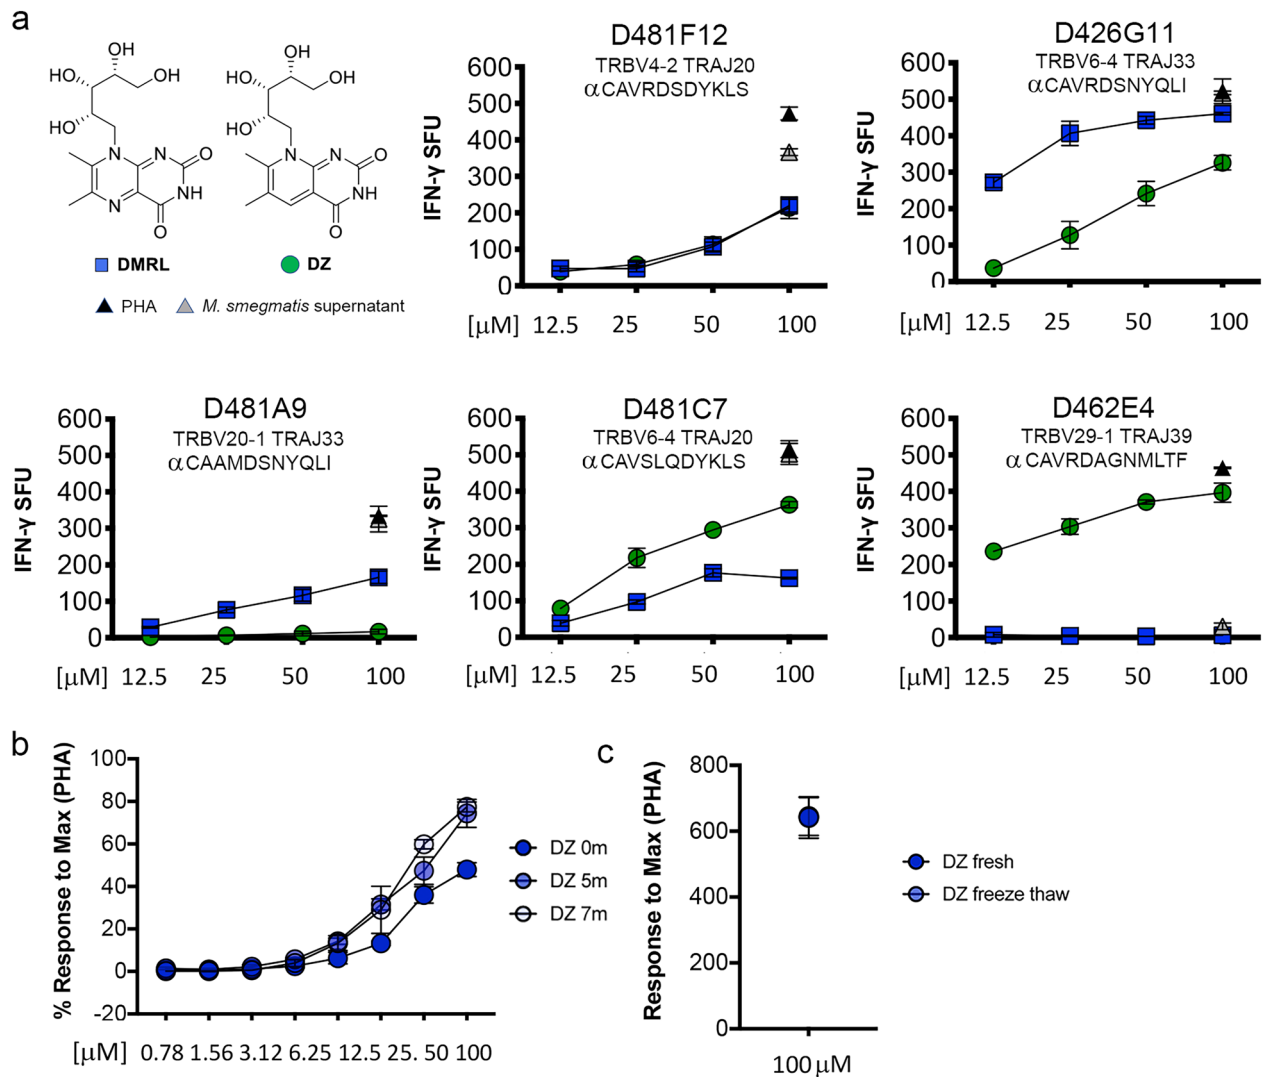 a
OH
HO
OH
HO
N
N
O
N
NH
O
OH
HO
OH
HO
N
N
O
NH
O
DMRL
DZ
PHA
M. smegmatis supernatant
D481F12
TRBV4-2 TRAJ20
αCAVRDSDYKLS
IFN-γ SFU
600
500
400
300
200
100
0
[μM] 12.5 25 50 100
D426G11
TRBV6-4 TRAJ33
αCAVRDSNYQLI
IFN-γ SFU
600
500
400
300
200
100
0
[μM] 12.5 25 50 100
D481A9
TRBV20-1 TRAJ33
αCAAMDSNYQLI
IFN-γ SFU
600
500
400
300
200
100
0
[μM] 12.5 25 50 100
D481C7
TRBV6-4 TRAJ20
αCAVSLQDYKLS
IFN-γ SFU
600
500
400
300
200
100
0
[μM] 12.5 25 50 100
D462E4
TRBV29-1 TRAJ39
αCAVRDAGNMLTF
IFN-γ SFU
600
500
400
300
200
100
0
[μM] 12.5 25 50 100
b
% Response to Max (PHA)
100
80
60
40
20
0
-20
[μM] 0.78 1.56 3.12 6.25 12.5 25. 50 100
DZ 0m
DZ 5m
DZ 7m
c
Response to Max (PHA)
800
600
400
200
0
100 μM
DZ fresh
DZ freeze thaw